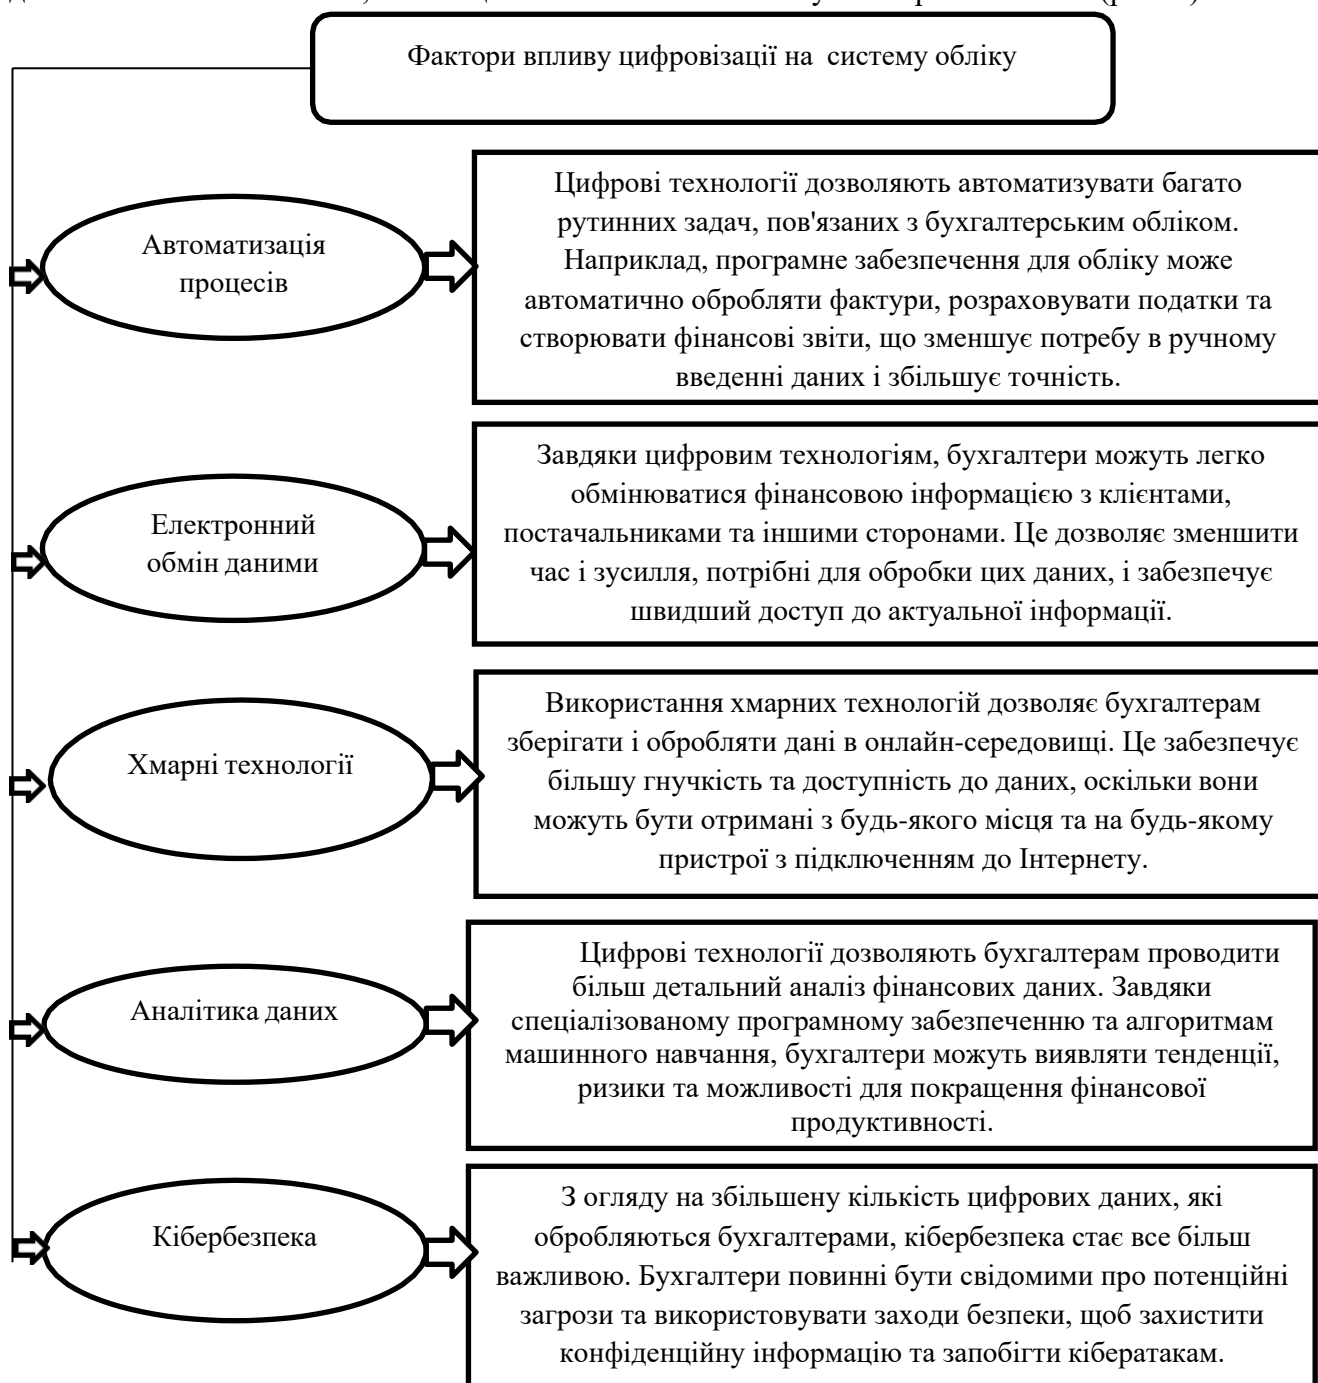 Фактори впливу цифровізації на систему обліку
Автоматизація
процесів
Цифрові технології дозволяють автоматизувати багато
рутинних задач, пов'язаних з бухгалтерським обліком.
Наприклад, програмне забезпечення для обліку може
автоматично обробляти фактури, розраховувати податки та
створювати фінансові звіти, що зменшує потребу в ручному
введенні даних і збільшує точність.
Електронний
обмін даними
Завдяки цифровим технологіям, бухгалтери можуть легко
обмінюватися фінансовою інформацією з клієнтами,
постачальниками та іншими сторонами. Це дозволяє зменшити
час і зусилля, потрібні для обробки цих даних, і забезпечує
швидший доступ до актуальної інформації.
Хмарні технології
Використання хмарних технологій дозволяє бухгалтерам
зберігати і обробляти дані в онлайн-середовищі. Це забезпечує
більшу гнучкість та доступність до даних, оскільки вони
можуть бути отримані з будь-якого місця та на будь-якому
пристрої з підключенням до Інтернету.
Аналітика даних
Цифрові технології дозволяють бухгалтерам проводити
більш детальний аналіз фінансових даних. Завдяки
спеціалізованому програмному забезпеченню та алгоритмам
машинного навчання, бухгалтери можуть виявляти тенденції,
ризики та можливості для покращення фінансової
продуктивності.
Кібербезпека
З огляду на збільшену кількість цифрових даних, які
обробляються бухгалтерами, кібербезпека стає все більш
важливою. Бухгалтери повинні бути свідомими про потенційні
загрози та використовувати заходи безпеки, щоб захистити
конфіденційну інформацію та запобігти кібератакам.